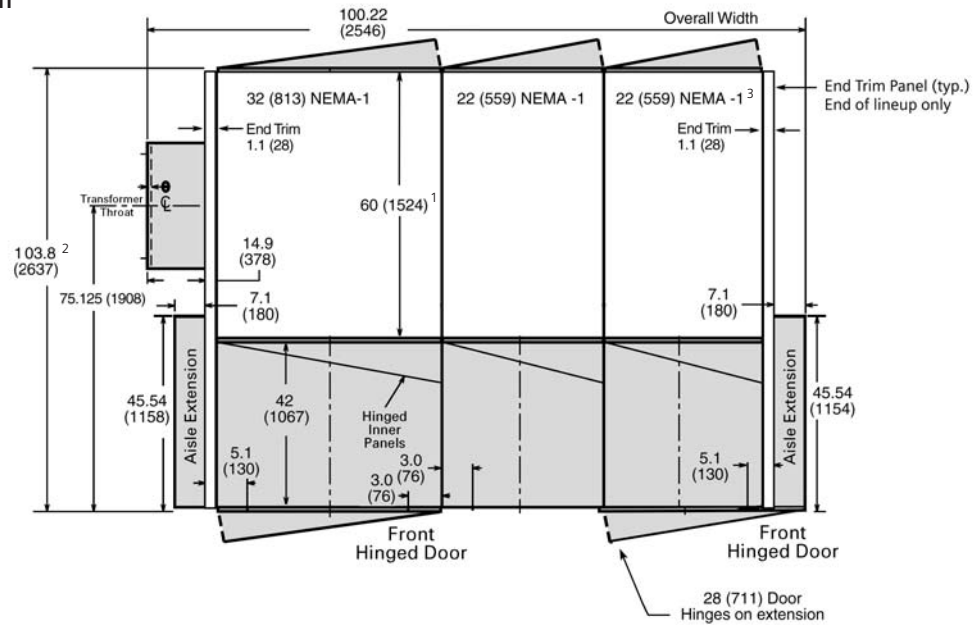 100.22
(2546)
Overall Width
32 (813) NEMA-1
22 (559) NEMA -1
22 (559) NEMA -1 3
End Trim Panel (typ.)
End of lineup only
End Trim
1.1 (28)
End Trim
1.1 (28)
Transformer
Throat
CL
60 (1524) 1
103.8 2
(2637)
14.9
(378)
75.125 (1908)
7.1
(180)
7.1
(180)
45.54
(1158)
Aisle Extension
42
(1067)
Hinged
Inner
Panels
5.1
(130)
3.0
(76)
3.0
(76)
5.1
(130)
Aisle Extension
45.54
(1154)
Front
Hinged Door
Front
Hinged Door
28 (711) Door
Hinges on extension